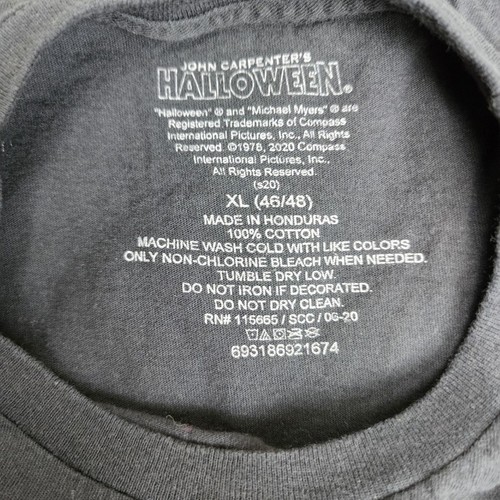 JOHN CARPENTER'S
HALLOWEEN®
"Halloween" ® and "Michael Myers" ® are
Registered Trademarks of Compass
International Pictures, Inc., All Rights
Reserved. ©1978, 2020 Compass
International Pictures, Inc.,
All Rights Reserved.
(s20)
XL (46/48)
MADE IN HONDURAS
100% COTTON
MACHINE WASH COLD WITH LIKE COLORS
ONLY NON-CHLORINE BLEACH WHEN NEEDED.
TUMBLE DRY LOW.
DO NOT IRON IF DECORATED.
DO NOT DRY CLEAN.
RN# 115665 / SCC / 06-20
693186921674